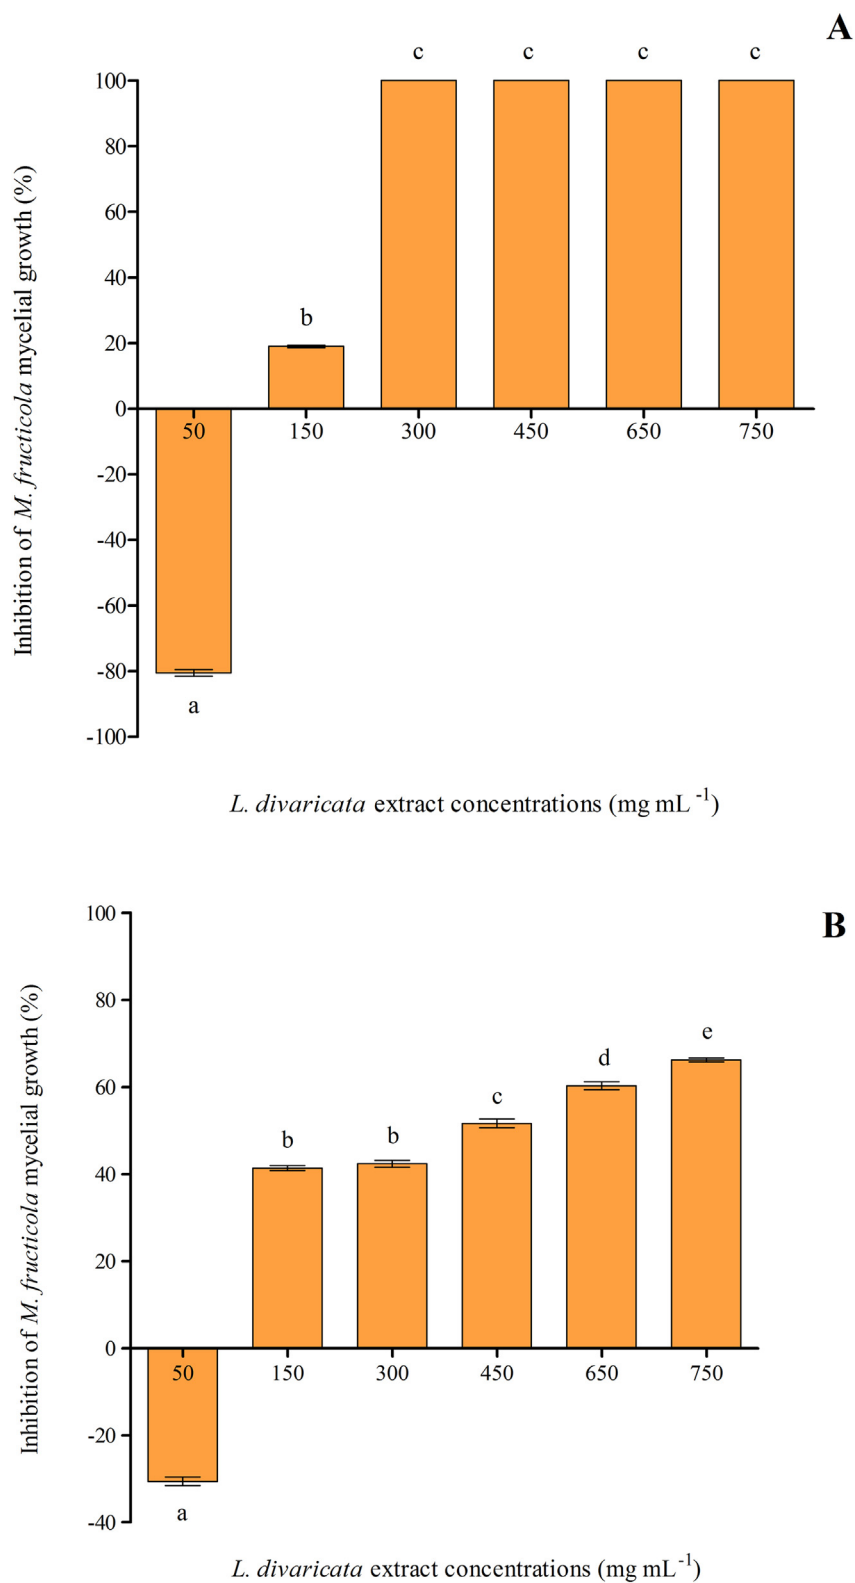 A
c c c c
100
80
60
40
b
20
0
50 150 300 450 650 750
-20
-40
-60
-80
a
-100
Inhibition of M. fructicola mycelial growth (%)
L. divaricata extract concentrations (mg mL -1)
B
100
80
e
d
60
c
b b
40
20
0
50 150 300 450 650 750
-20
a
-40
Inhibition of M. fructicola mycelial growth (%)
L. divaricata extract concentrations (mg mL-1)